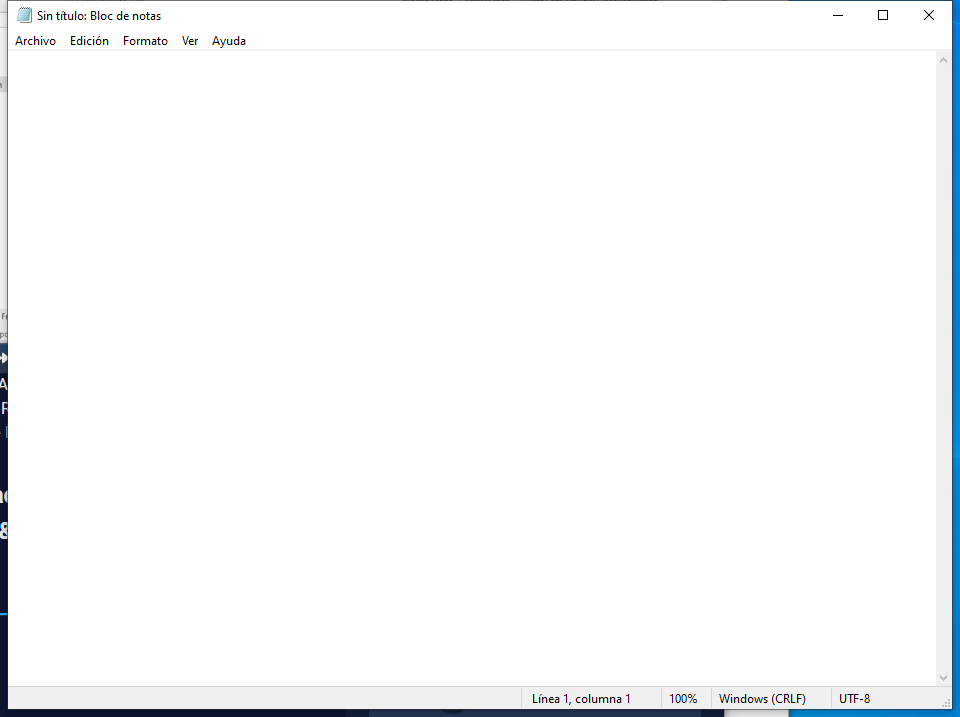 Sin título: Bloc de notas
Archivo Edición Formato Ver Ayuda
Línea 1, columna 1 100% Windows (CRLF) UTF-8